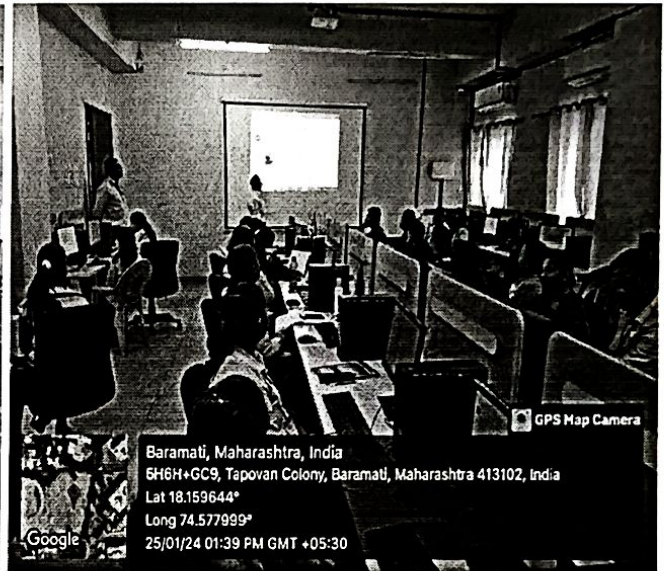 GPS Map Camera
Baramati, Maharashtra, India
6H6H+GC9, Tapovan Colony, Baramati, Maharashtra 413102, India
Lat 18.159644°
Long 74.577999°
25/01/24 01:39 PM GMT +05:30
Google